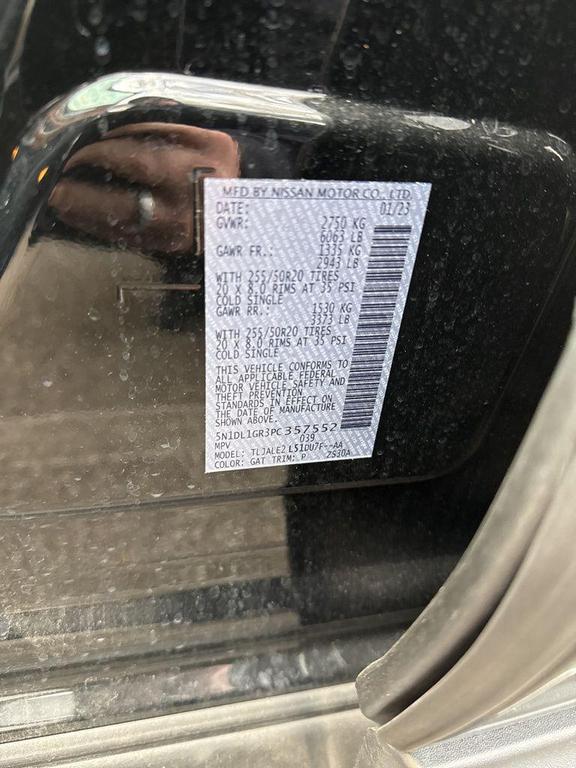 MFD BY NISSAN MOTOR CO., LTD.
DATE: 01/23
GVWR: 2750 KG
6063 LB
GAWR FR.: 1335 KG
2943 LB
WITH 255/50R20 TIRES
20 X 8.0 RIMS AT 35 PSI
COLD SINGLE
GAWR RR.: 1530 KG
3373 LB
WITH 255/50R20 TIRES
20 X 8.0 RIMS AT 35 PSI
COLD SINGLE
THIS VEHICLE CONFORMS TO
ALL APPLICABLE FEDERAL
MOTOR VEHICLE SAFETY AND
THEFT PREVENTION
STANDARDS IN EFFECT ON
THE DATE OF MANUFACTURE
SHOWN ABOVE.
5N1DL1GR3PC357552
MPV 039
MODEL: TLJALE2 L51DU7F--AA
COLOR: GAT TRIM: P ZS30A